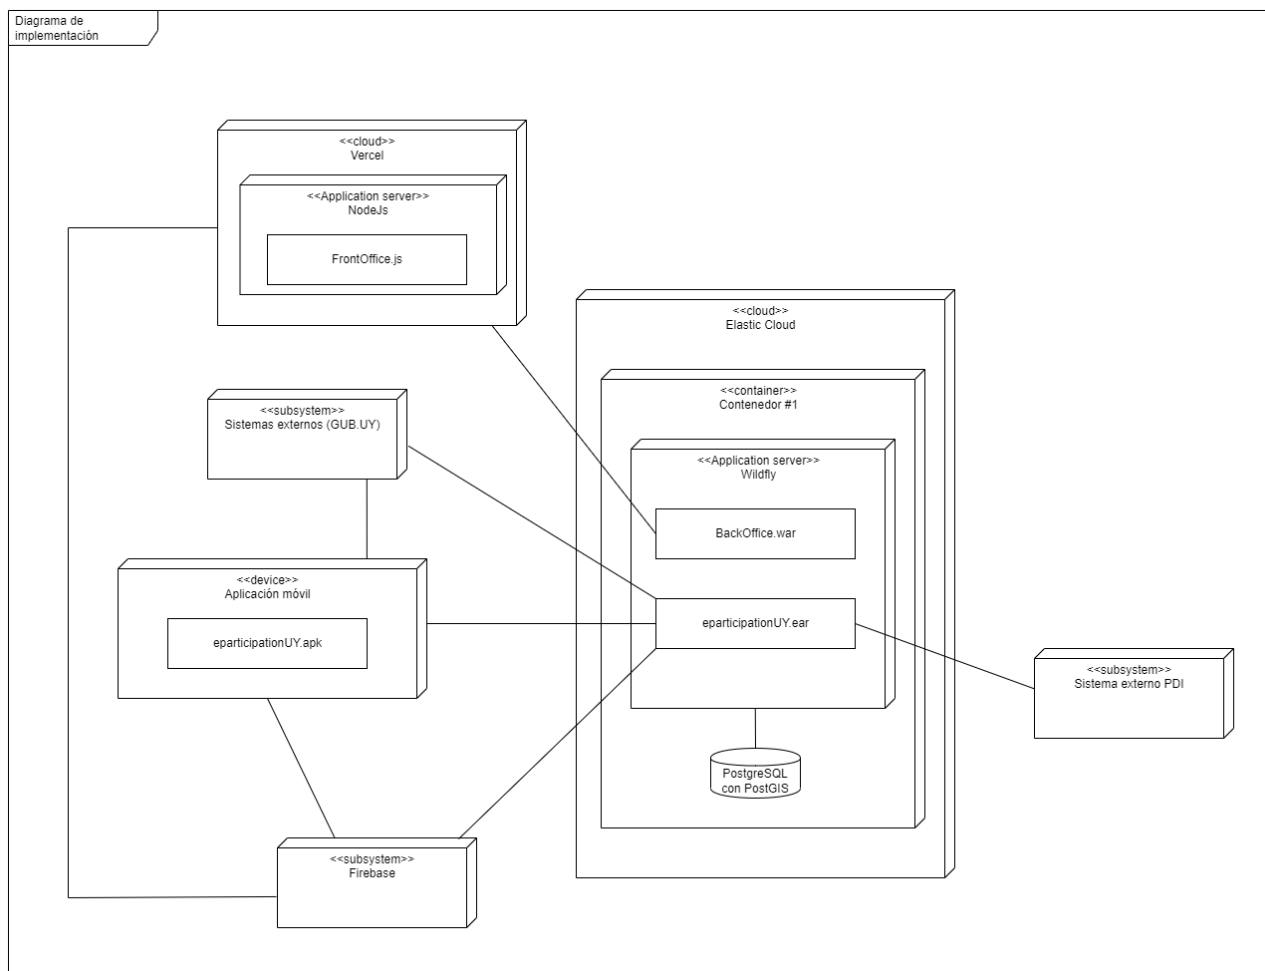 Diagrama de
implementación
<<cloud>>
Vercel
<<Application server>>
NodeJs
FrontOffice.js
<<cloud>>
Elastic Cloud
<<container>>
Contenedor #1
<<subsystem>>
Sistemas externos (GUB.UY)
<<Application server>>
Wildfly
BackOffice.war
<<device>>
Aplicación móvil
eparticipationUY.apk
eparticipationUY.ear
<<subsystem>>
Sistema externo PDI
PostgreSQL
con PostGIS
<<subsystem>>
Firebase